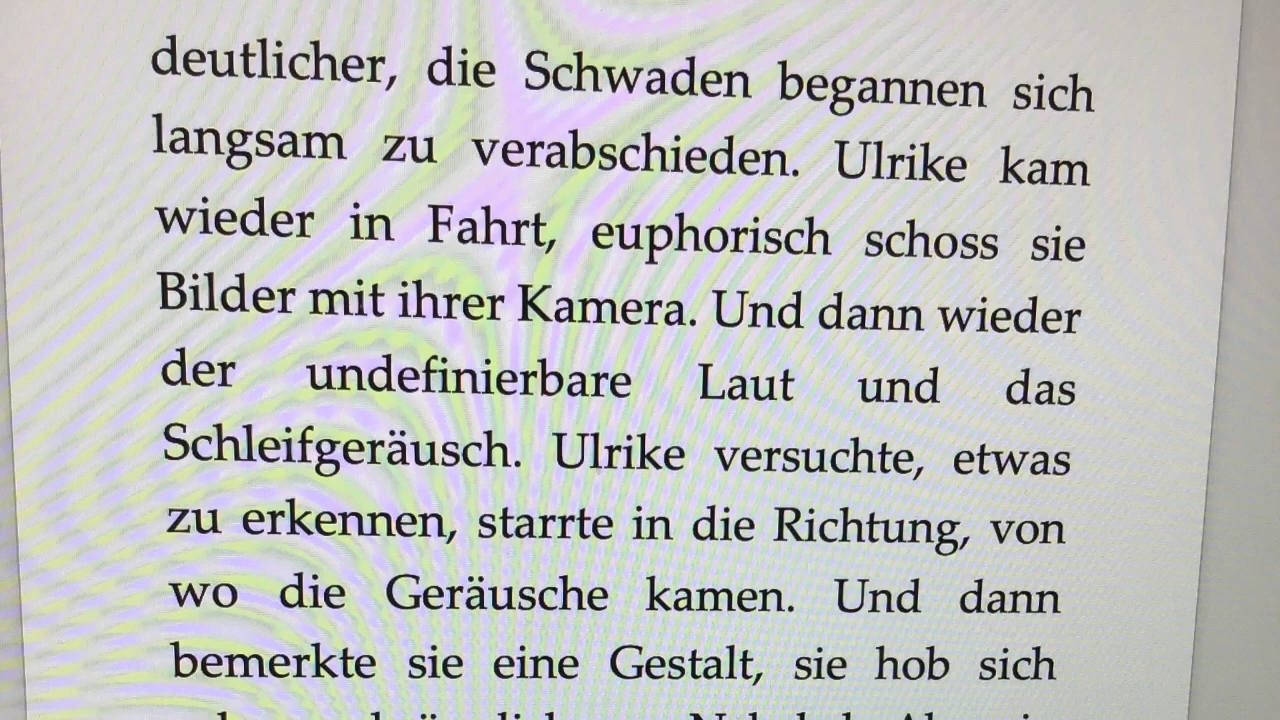 deutlicher, die Schwaden begannen sich
langsam zu verabschieden. Ulrike kam
wieder in Fahrt, euphorisch schoss sie
Bilder mit ihrer Kamera. Und dann wieder
der undefinierbare Laut und das
Schleifgeräusch. Ulrike versuchte, etwas
zu erkennen, starrte in die Richtung, von
wo die Geräusche kamen. Und dann
bemerkte sie eine Gestalt, sie hob sich